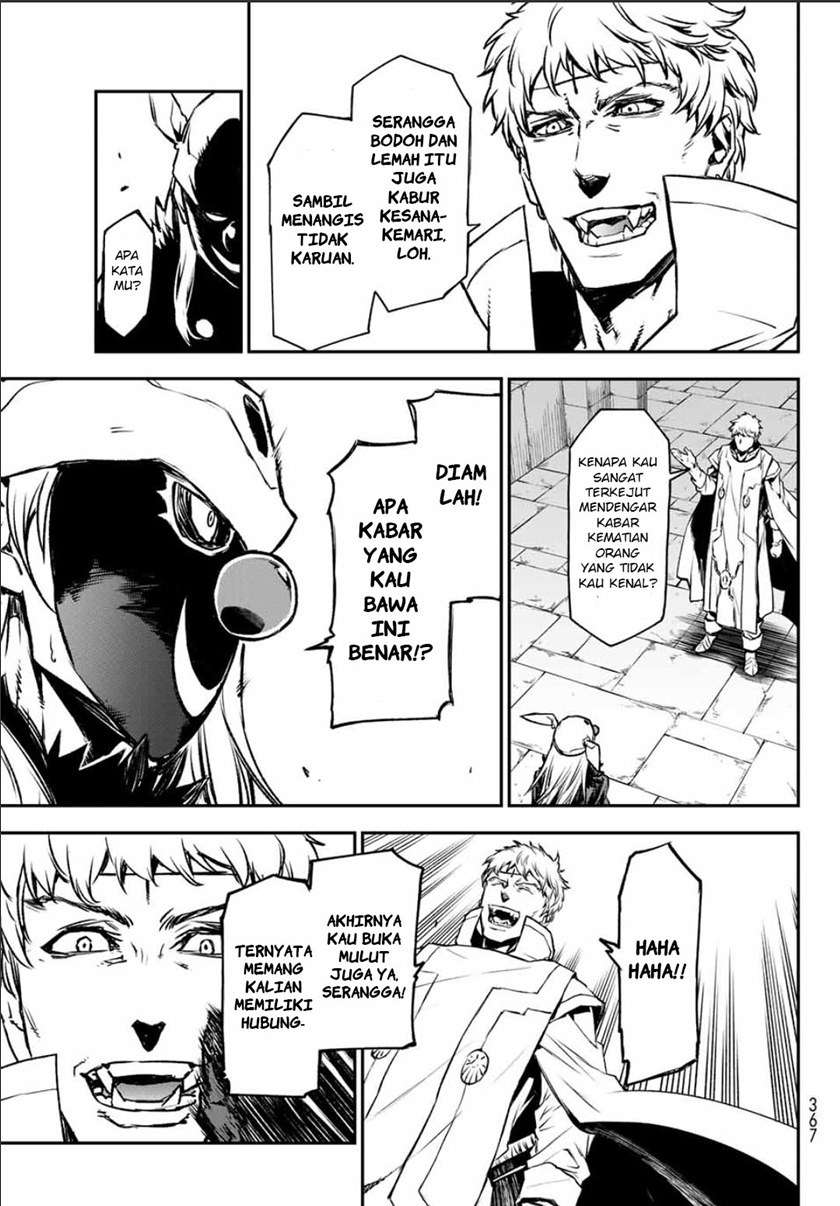 SERANGGA
BODOH DAN
LEMAH ITU
JUGA
KABUR
KESANA-
KEMARI,
LOH.
SAMBIL
MENANGIS
TIDAK
KARUAN.
APA
KATA
MU?
KENAPA KAU
SANGAT
TERKEJUT
MENDENGAR
KABAR
KEMATIAN
ORANG
YANG TIDAK
KAU KENAL?
DIAM
LAH!
APA
KABAR
YANG
KAU
BAWA
INI
BENAR!?
HAHA
HAHA!!
AKHIRNYA
KAU BUKA
MULUT
JUGA YA,
SERANGGA!
TERNYATA
MEMANG
KALIAN
MEMILIKI
HUBUNG-
367